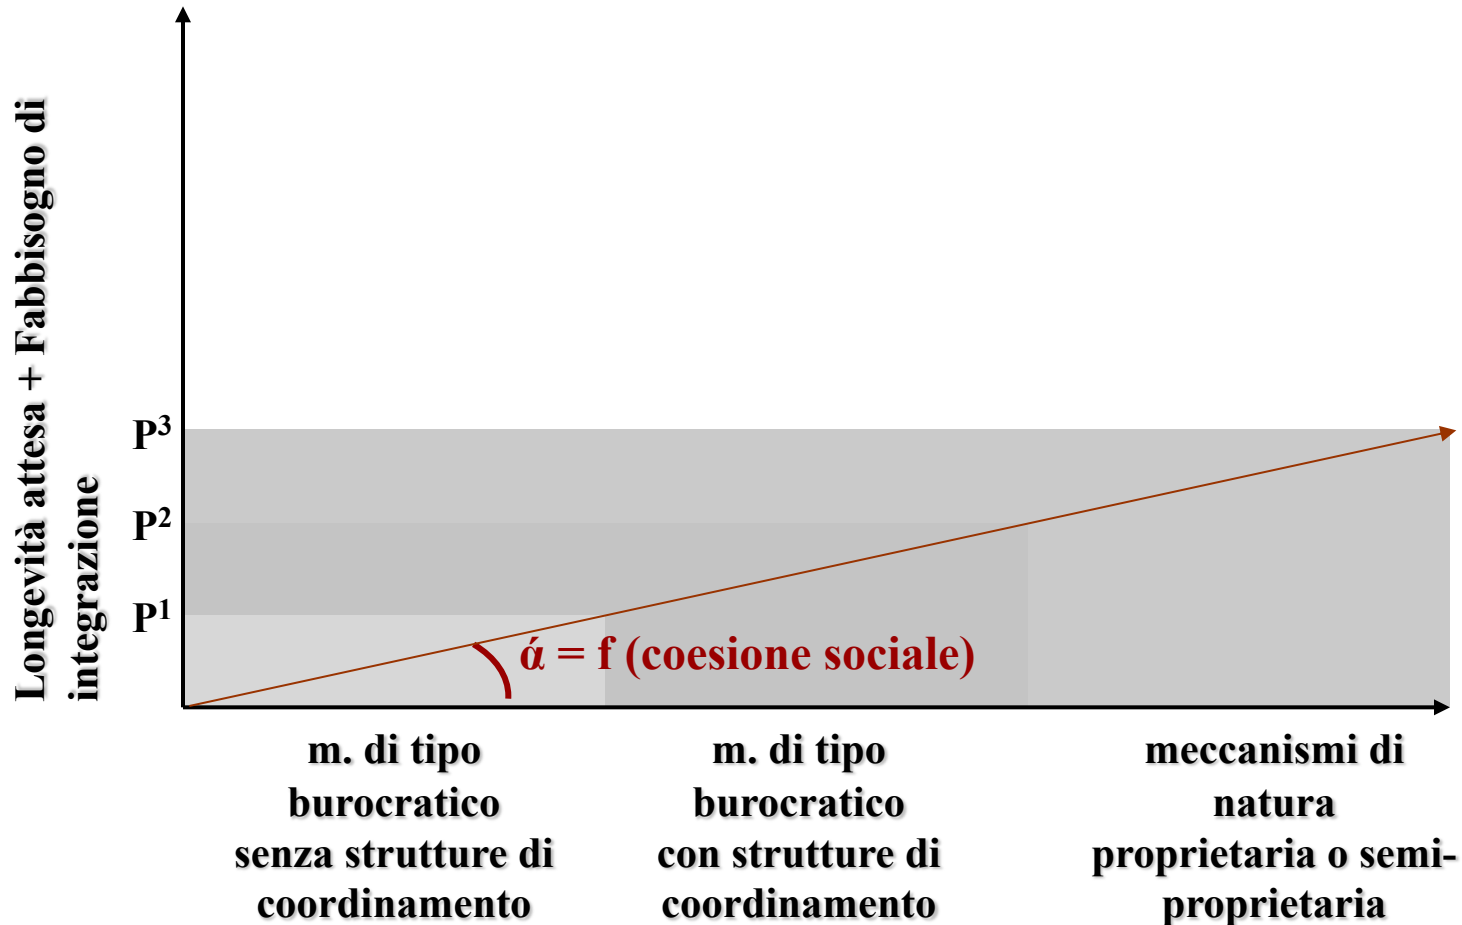 Longevità attesa + Fabbisogno di
integrazione
P³
P²
P¹
ά = f (coesione sociale)
m. di tipo
burocratico
senza strutture di
coordinamento
m. di tipo
burocratico
con strutture di
coordinamento
meccanismi di
natura
proprietaria o semi-
proprietaria